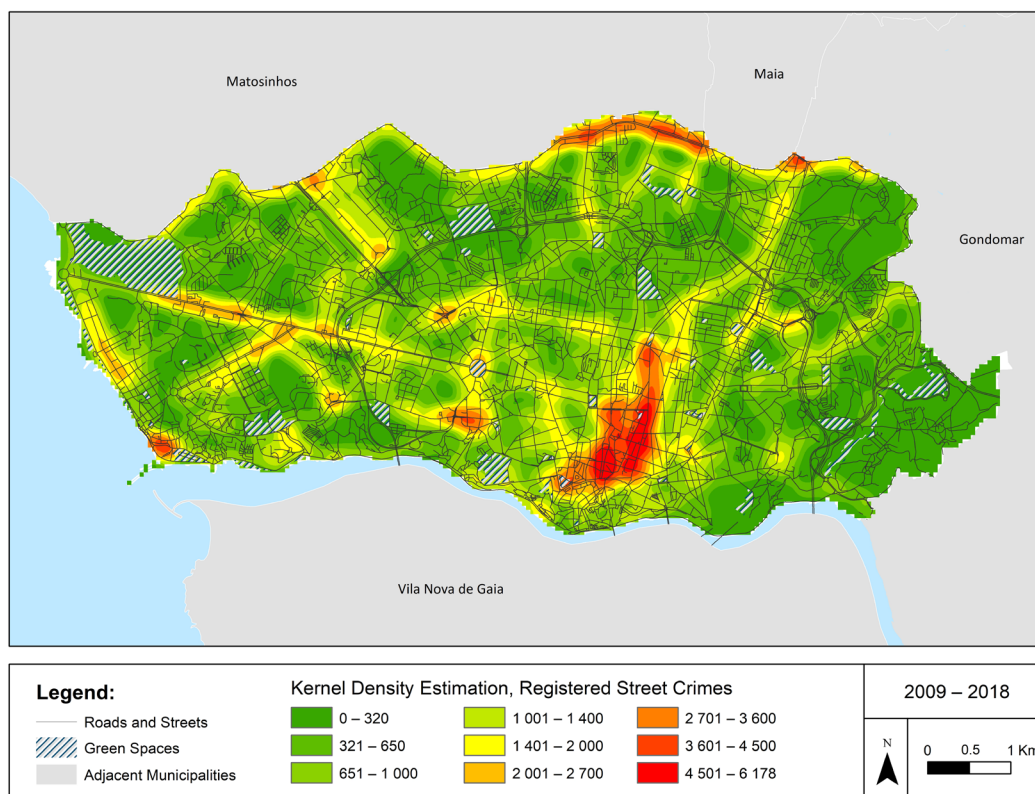 Matosinhos
Maia
Gondomar
Vila Nova de Gaia
Legend:
Roads and Streets
Green Spaces
Adjacent Municipalities
Kernel Density Estimation, Registered Street Crimes
0 – 320
321 – 650
651 – 1 000
1 001 – 1 400
1 401 – 2 000
2 001 – 2 700
2 701 – 3 600
3 601 – 4 500
4 501 – 6 178
2009 – 2018
N
0 0.5 1 Km